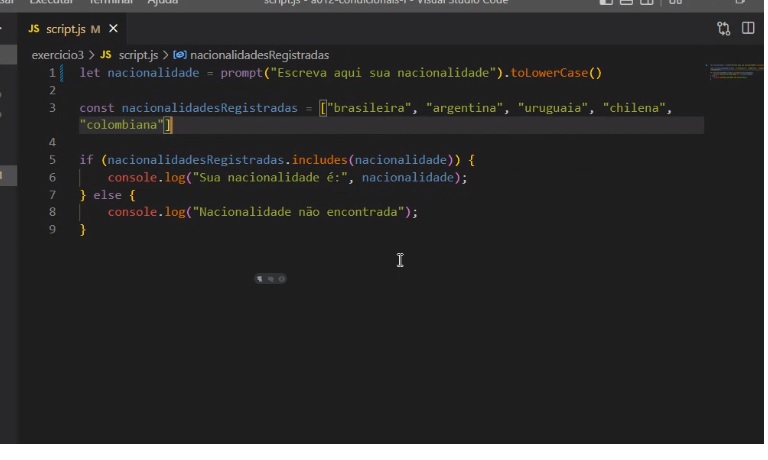 Executar Terminal Ajuda script.js - a012-condicionais-1 - Visual Studio Code
JS script.js M ×
exercicio3 > JS script.js > nacionalidadesRegistradas
1 let nacionalidade = prompt("Escreva aqui sua nacionalidade").toLowerCase()
2
3 const nacionalidadesRegistradas = ["brasileira", "argentina", "uruguaia", "chilena",
"colombiana"]
4
5 if (nacionalidadesRegistradas.includes(nacionalidade)) {
6 console.log("Sua nacionalidade é:", nacionalidade);
7 } else {
8 console.log("Nacionalidade não encontrada");
9 }